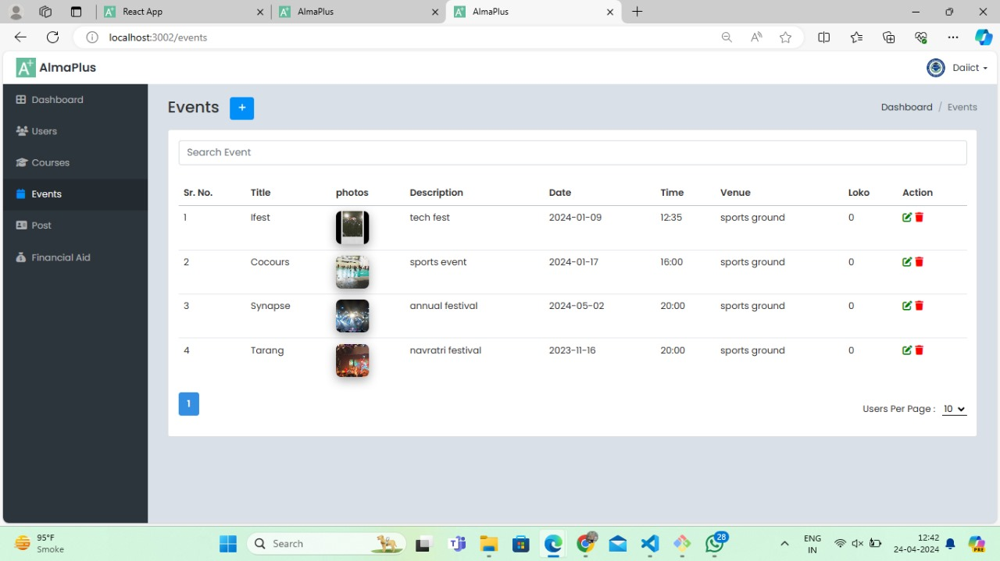 React App
AlmaPlus
AlmaPlus
localhost:3002/events
A+ AlmaPlus
Daiict
Dashboard
Users
Courses
Events
Post
Financial Aid
Events +
Dashboard / Events
Search Event
Sr. No. Title photos Description Date Time Venue Loko Action
1 Ifest tech fest 2024-01-09 12:35 sports ground 0
2 Cocours sports event 2024-01-17 16:00 sports ground 0
3 Synapse annual festival 2024-05-02 20:00 sports ground 0
4 Tarang navratri festival 2023-11-16 20:00 sports ground 0
1
Users Per Page : 10
95°F
Smoke
Search
28
ENG
IN
12:42
24-04-2024
PRE